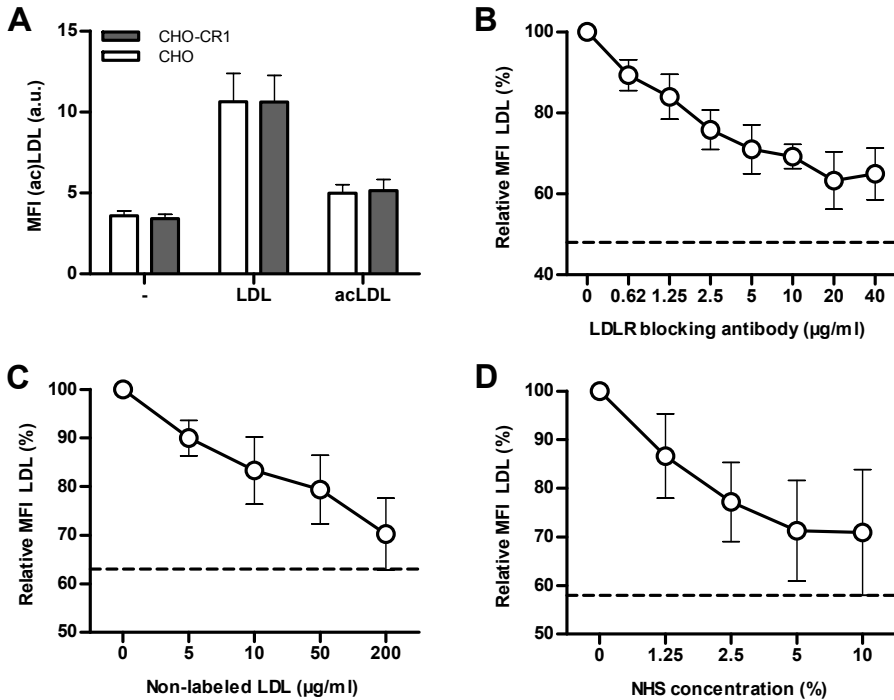 A
MFI (ac)LDL (a.u.)
15
10
5
0
CHO-CR1
CHO
-
LDL
acLDL
B
Relative MFI LDL (%)
100
80
60
40
0
0.62
1.25
2.5
5
10
20
40
LDLR blocking antibody (µg/ml)
C
Relative MFI LDL (%)
100
90
80
70
60
50
0
5
10
50
200
Non-labeled LDL (µg/ml)
D
Relative MFI LDL (%)
100
90
80
70
60
50
0
1.25
2.5
5
10
NHS concentration (%)